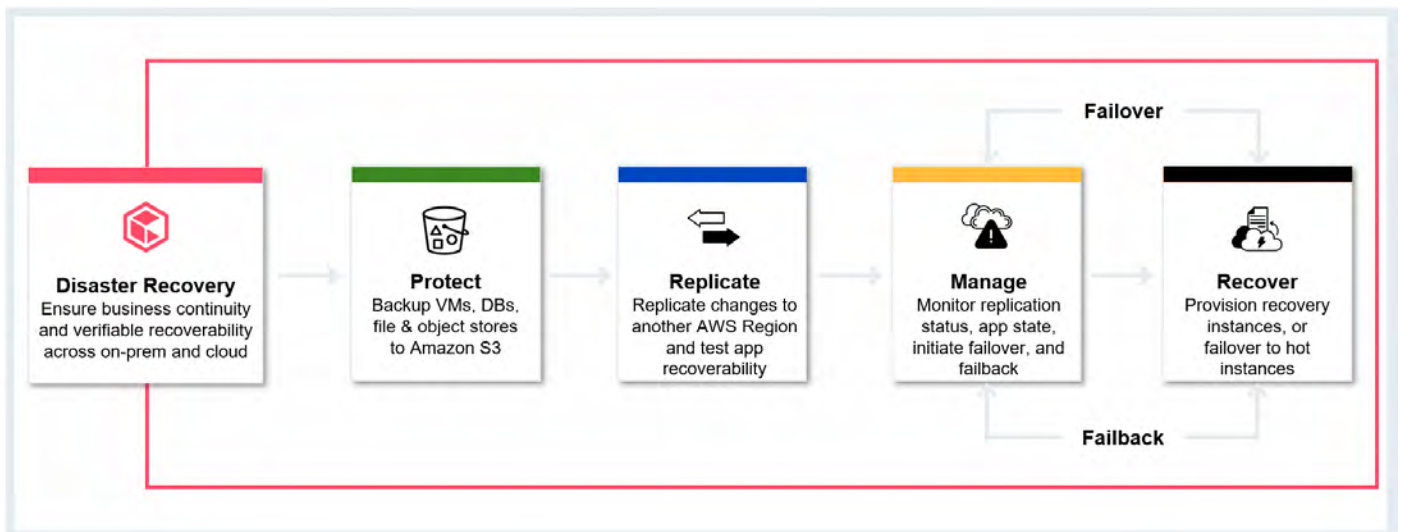 Failover
Disaster Recovery
Ensure business continuity
and verifiable recoverability
across on-prem and cloud
Protect
Backup VMs, DBs,
file & object stores
to Amazon S3
Replicate
Replicate changes to
another AWS Region
and test app
recoverability
Manage
Monitor replication
status, app state,
initiate failover, and
failback
Recover
Provision recovery
instances, or
failover to hot
instances
Failback